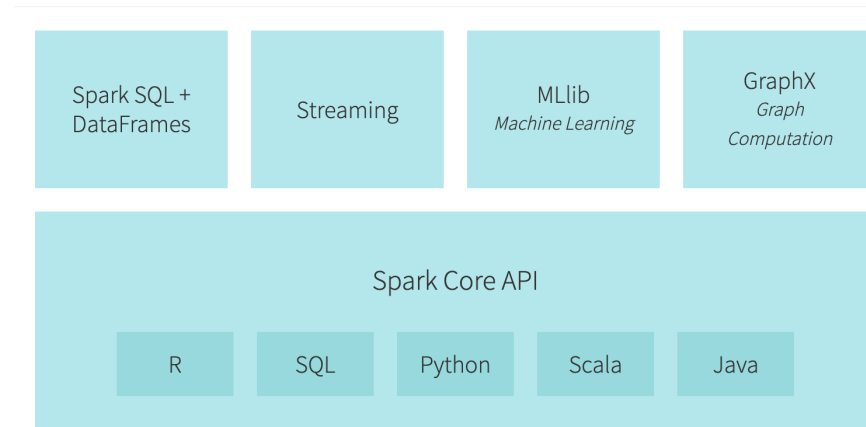 Spark SQL +
DataFrames
Streaming
MLlib
Machine Learning
GraphX
Graph
Computation
Spark Core API
R
SQL
Python
Scala
Java